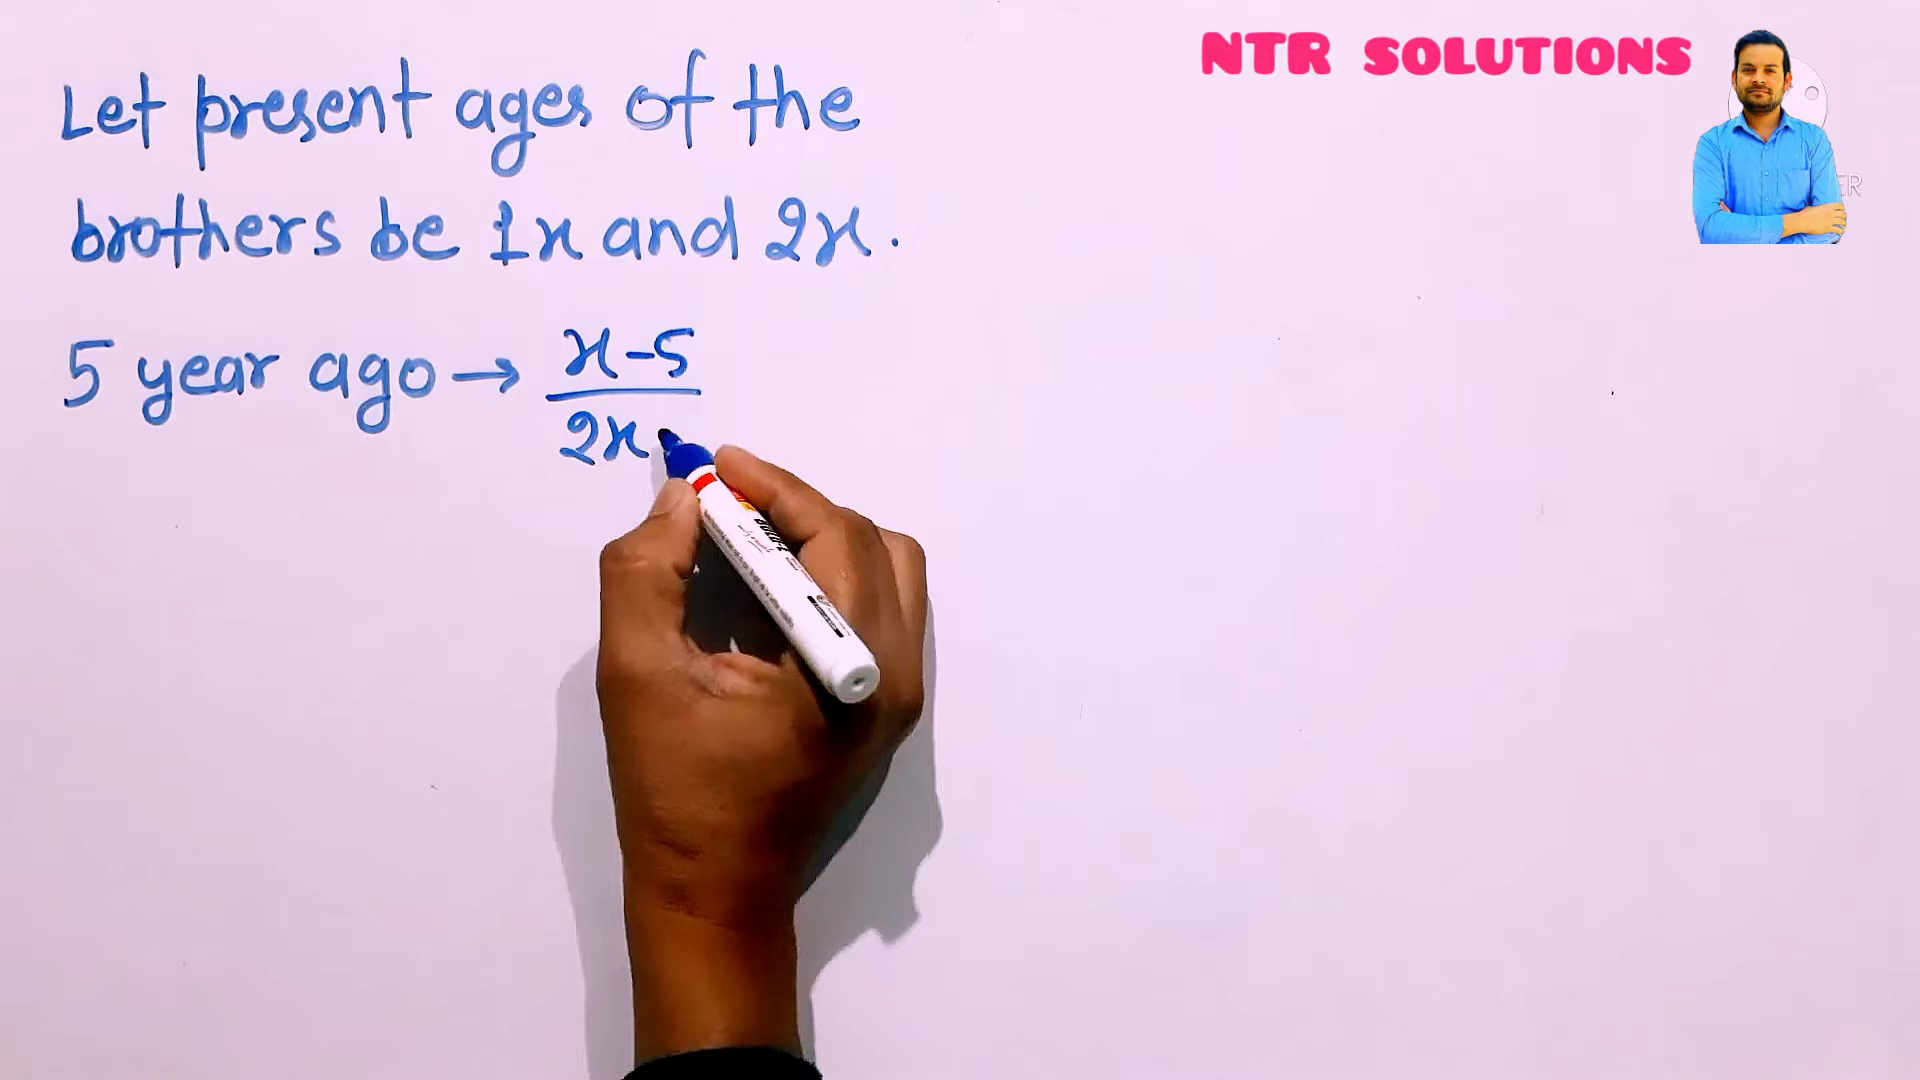 NTR SOLUTIONS
Let present ages of the
brothers be 1x and 2x.
5 year ago → x-5
2x